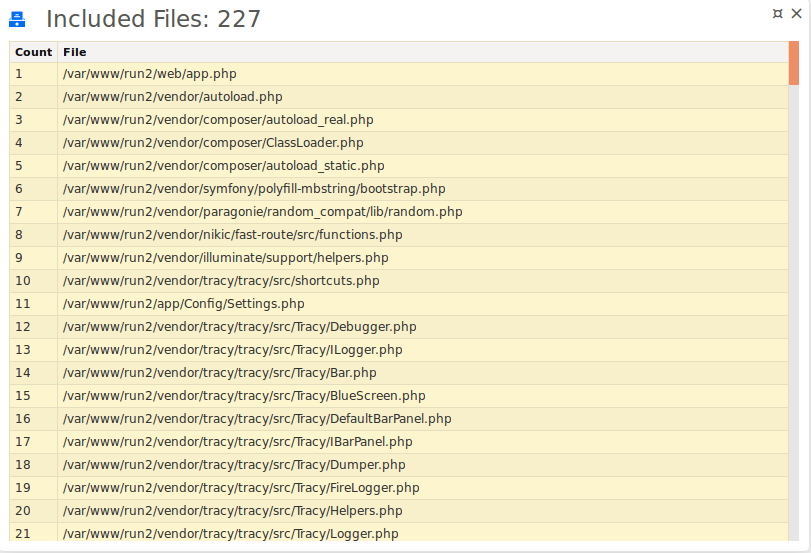 Included Files: 227
¤ ×
Count File
1 /var/www/run2/web/app.php
2 /var/www/run2/vendor/autoload.php
3 /var/www/run2/vendor/composer/autoload_real.php
4 /var/www/run2/vendor/composer/ClassLoader.php
5 /var/www/run2/vendor/composer/autoload_static.php
6 /var/www/run2/vendor/symfony/polyfill-mbstring/bootstrap.php
7 /var/www/run2/vendor/paragonie/random_compat/lib/random.php
8 /var/www/run2/vendor/nikic/fast-route/src/functions.php
9 /var/www/run2/vendor/illuminate/support/helpers.php
10 /var/www/run2/vendor/tracy/tracy/src/shortcuts.php
11 /var/www/run2/app/Config/Settings.php
12 /var/www/run2/vendor/tracy/tracy/src/Tracy/Debugger.php
13 /var/www/run2/vendor/tracy/tracy/src/Tracy/ILogger.php
14 /var/www/run2/vendor/tracy/tracy/src/Tracy/Bar.php
15 /var/www/run2/vendor/tracy/tracy/src/Tracy/BlueScreen.php
16 /var/www/run2/vendor/tracy/tracy/src/Tracy/DefaultBarPanel.php
17 /var/www/run2/vendor/tracy/tracy/src/Tracy/IBarPanel.php
18 /var/www/run2/vendor/tracy/tracy/src/Tracy/Dumper.php
19 /var/www/run2/vendor/tracy/tracy/src/Tracy/FireLogger.php
20 /var/www/run2/vendor/tracy/tracy/src/Tracy/Helpers.php
21 /var/www/run2/vendor/tracy/tracy/src/Tracy/Logger.php